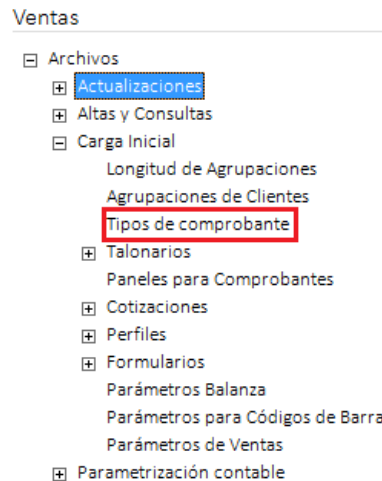 Ventas
Archivos
Actualizaciones
Altas y Consultas
Carga Inicial
Longitud de Agrupaciones
Agrupaciones de Clientes
Tipos de comprobante
Talonarios
Paneles para Comprobantes
Cotizaciones
Perfiles
Formularios
Parámetros Balanza
Parámetros para Códigos de Barra
Parámetros de Ventas
Parametrización contable